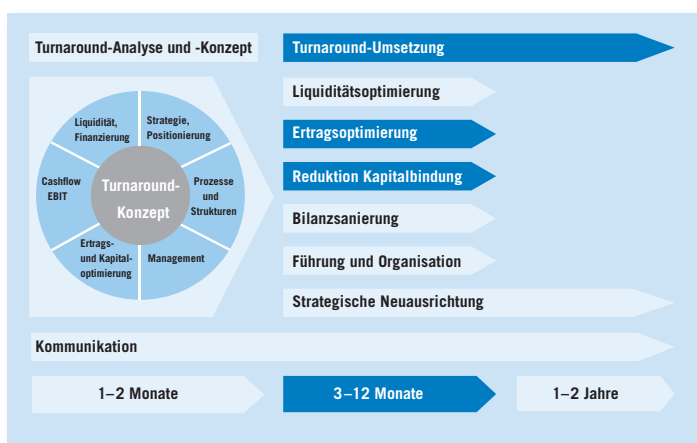 Turnaround-Analyse und -Konzept
Turnaround-Umsetzung
Liquidität,
Finanzierung
Strategie,
Positionierung
Cashflow
EBIT
Turnaround-
Konzept
Prozesse
und
Strukturen
Ertrags-
und Kapital-
optimierung
Management
Liquiditätsoptimierung
Ertragsoptimierung
Reduktion Kapitalbindung
Bilanzsanierung
Führung und Organisation
Strategische Neuausrichtung
Kommunikation
1–2 Monate
3–12 Monate
1–2 Jahre